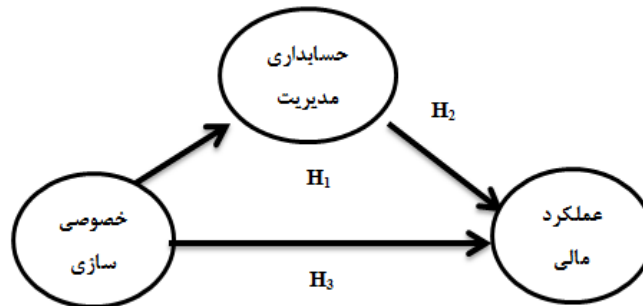 حسابداری
مدیریت
H₂
H₁
خصوصی
سازی
عملکرد
مالی
H₃